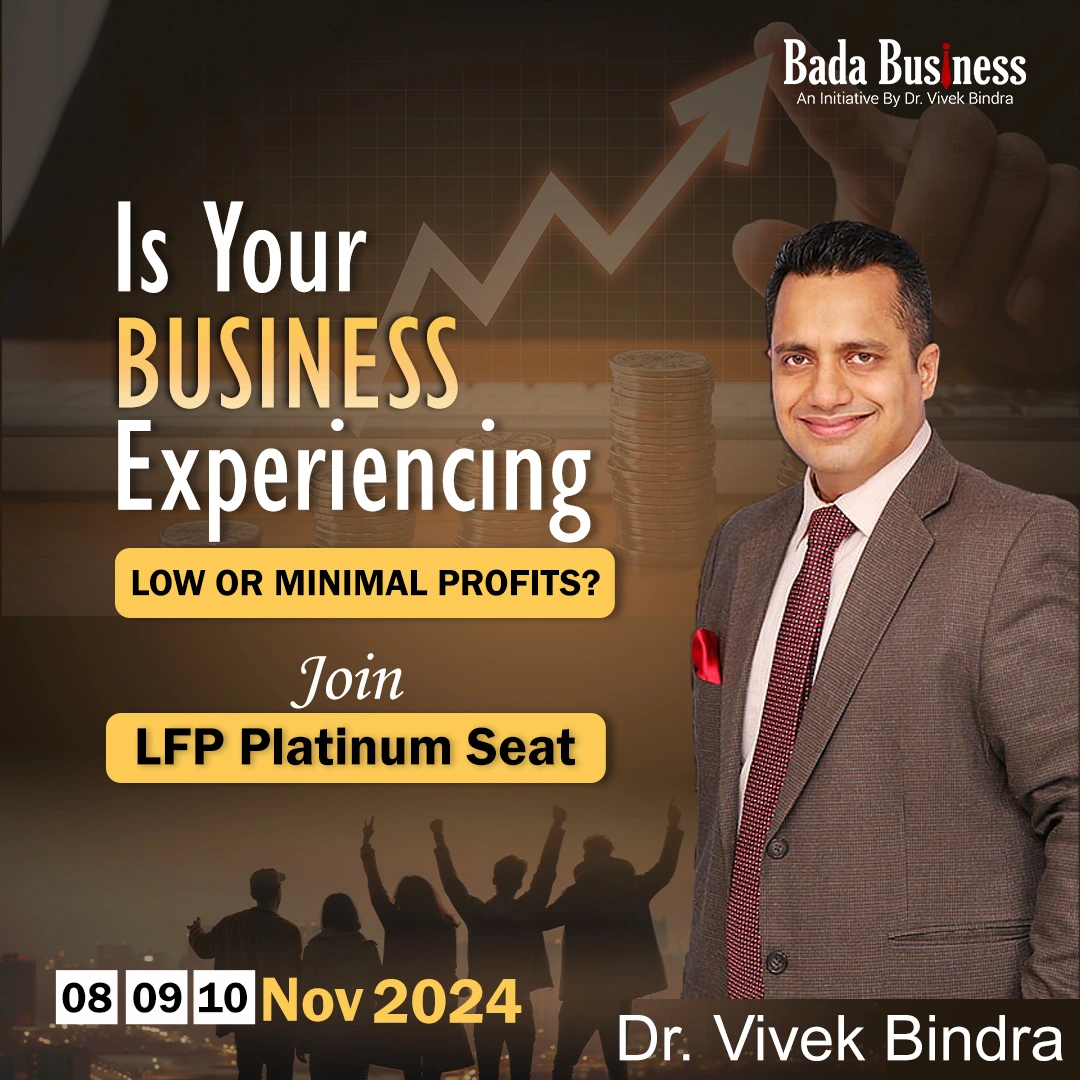 Bada Business
An Initiative By Dr. Vivek Bindra
Is Your
BUSINESS
Experiencing
LOW OR MINIMAL PROFITS?
Join
LFP Platinum Seat
08 09 10 Nov 2024
Dr. Vivek Bindra